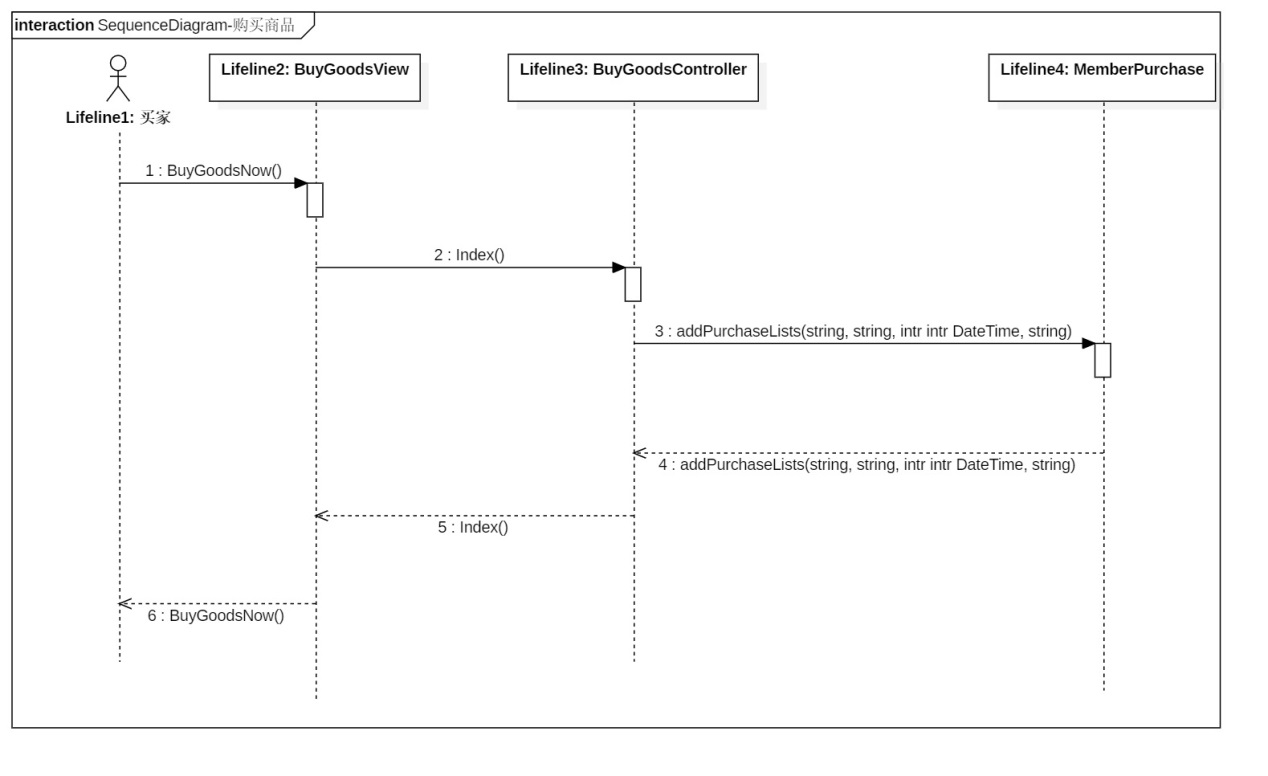 interaction SequenceDiagram-购买商品
Lifeline1: 买家
Lifeline2: BuyGoodsView
Lifeline3: BuyGoodsController
Lifeline4: MemberPurchase
1 : BuyGoodsNow()
2 : Index()
3 : addPurchaseLists(string, string, intr intr DateTime, string)
4 : addPurchaseLists(string, string, intr intr DateTime, string)
5 : Index()
6 : BuyGoodsNow()